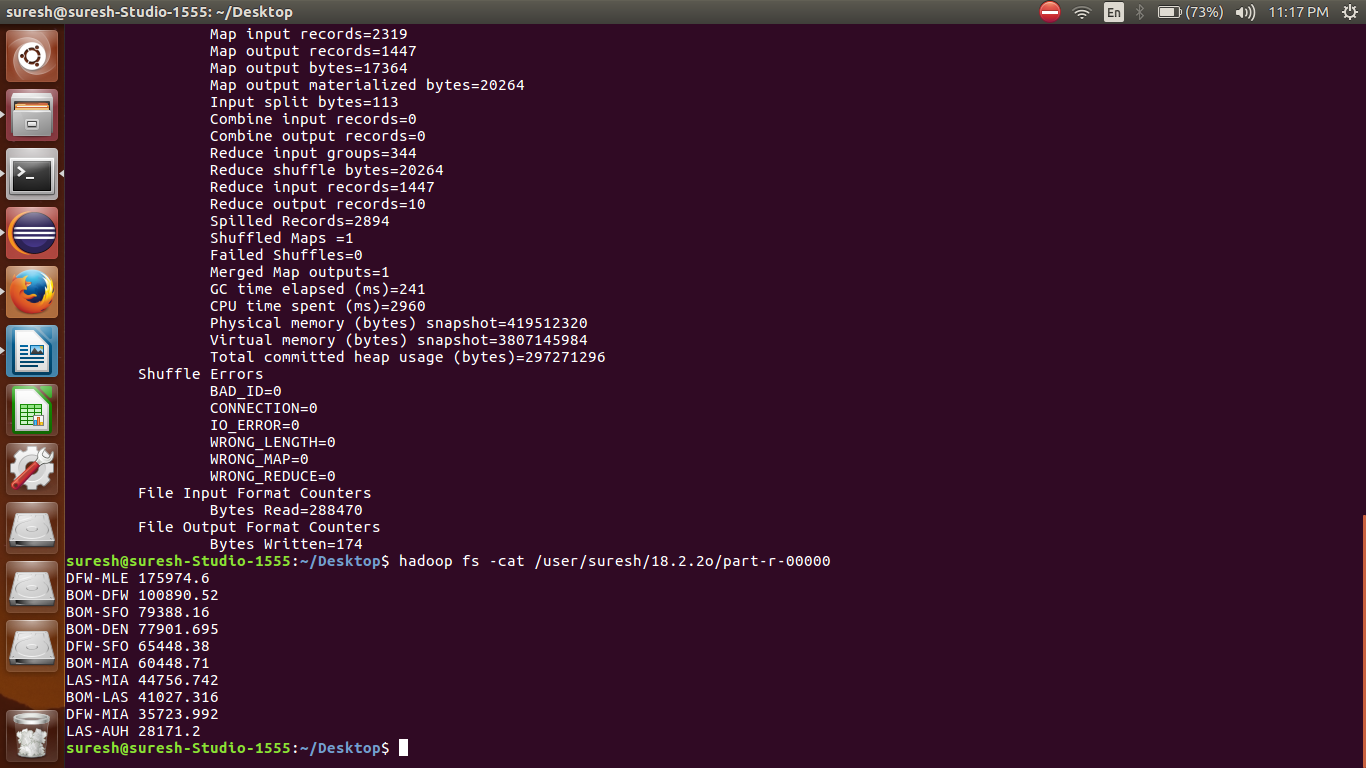 suresh@suresh-Studio-1555: ~/Desktop
En
(73%)
11:17 PM
Map input records=2319
Map output records=1447
Map output bytes=17364
Map output materialized bytes=20264
Input split bytes=113
Combine input records=0
Combine output records=0
Reduce input groups=344
Reduce shuffle bytes=20264
Reduce input records=1447
Reduce output records=10
Spilled Records=2894
Shuffled Maps =1
Failed Shuffles=0
Merged Map outputs=1
GC time elapsed (ms)=241
CPU time spent (ms)=2960
Physical memory (bytes) snapshot=419512320
Virtual memory (bytes) snapshot=3807145984
Total committed heap usage (bytes)=297271296
Shuffle Errors
BAD_ID=0
CONNECTION=0
IO_ERROR=0
WRONG_LENGTH=0
WRONG_MAP=0
WRONG_REDUCE=0
File Input Format Counters
Bytes Read=288470
File Output Format Counters
Bytes Written=174
suresh@suresh-Studio-1555:~/Desktop$ hadoop fs -cat /user/suresh/18.2.2o/part-r-00000
DFW-MLE 175974.6
BOM-DFW 100890.52
BOM-SFO 79388.16
BOM-DEN 77901.695
DFW-SFO 65448.38
BOM-MIA 60448.71
LAS-MIA 44756.742
BOM-LAS 41027.316
DFW-MIA 35723.992
LAS-AUH 28171.2
suresh@suresh-Studio-1555:~/Desktop$